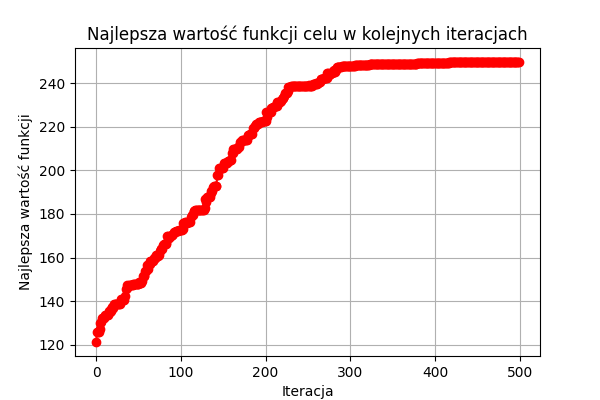 Najlepsza wartość funkcji celu w kolejnych iteracjach
Najlepsza wartość funkcji
240
220
200
180
160
140
120
0 100 200 300 400 500
Iteracja